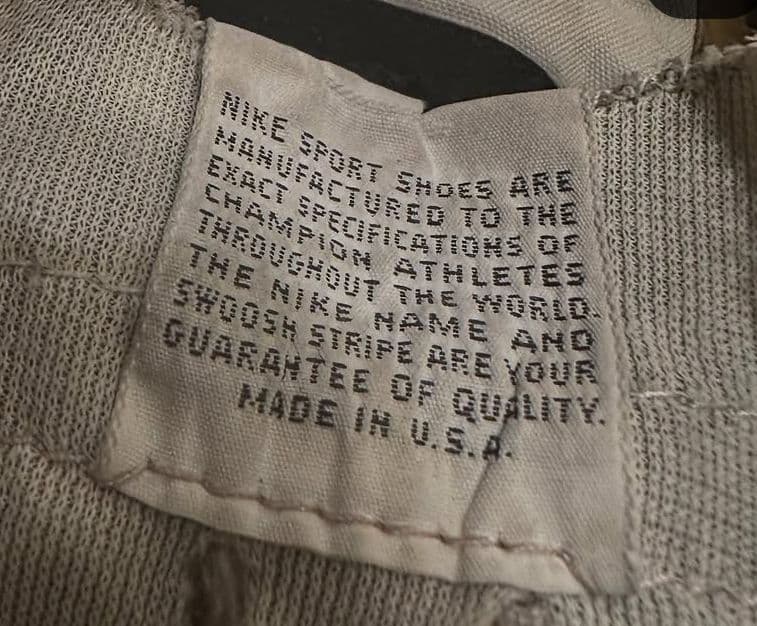 NIKE SPORT SHOES ARE
MANUFACTURED TO THE
EXACT SPECIFICATIONS OF
CHAMPION ATHLETES
THROUGHOUT THE WORLD.
THE NIKE NAME AND
SWOOSH STRIPE ARE YOUR
GUARANTEE OF QUALITY.
MADE IN U.S.A.